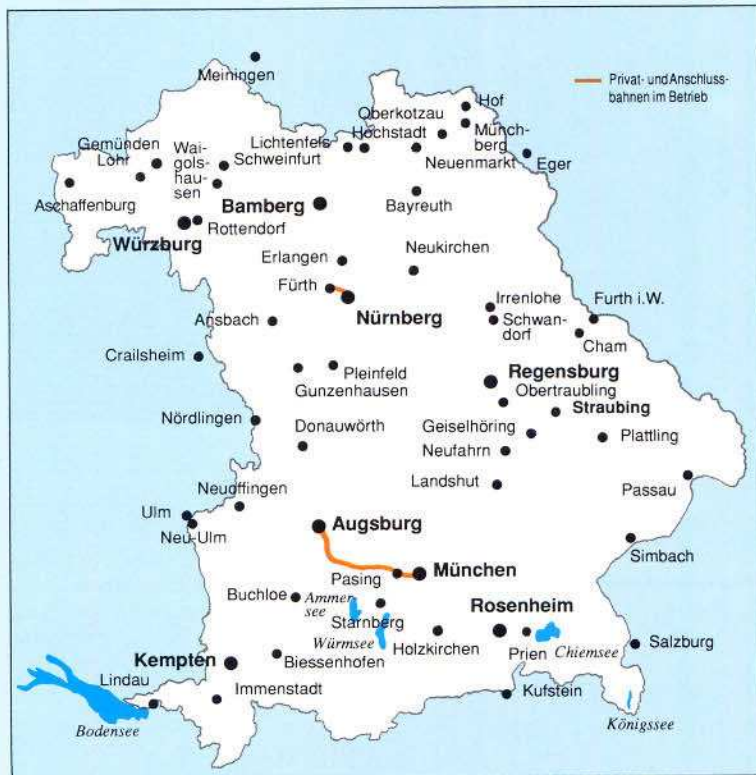 Meiningen
Privat- und Anschluss-
bahnen im Betrieb
Hof
Oberkotzau
Münch-
berg
Lichtenfels
Höchstadt
Neuenmarkt
Eger
Gemünden
Lohr
Wai-
gols-
hau-
sen
Schweinfurt
Aschaffenburg
Bamberg
Bayreuth
Rottendorf
Würzburg
Erlangen
Neukirchen
Fürth
Nürnberg
Irrenlohe
Schwan-
dorf
Furth i.W.
Cham
Ansbach
Crailsheim
Pleinfeld
Gunzenhausen
Regensburg
Obertraubling
Straubing
Nördlingen
Donauwörth
Geiselhöring
Neufahrn
Plattling
Landshut
Passau
Neuoffingen
Ulm
Neu-Ulm
Augsburg
Simbach
Pasing
München
Buchloe
Ammer-
see
Starnberg
Würmsee
Holzkirchen
Rosenheim
Prien
Chiemsee
Salzburg
Kempten
Biessenhofen
Lindau
Immenstadt
Kufstein
Bodensee
Königssee